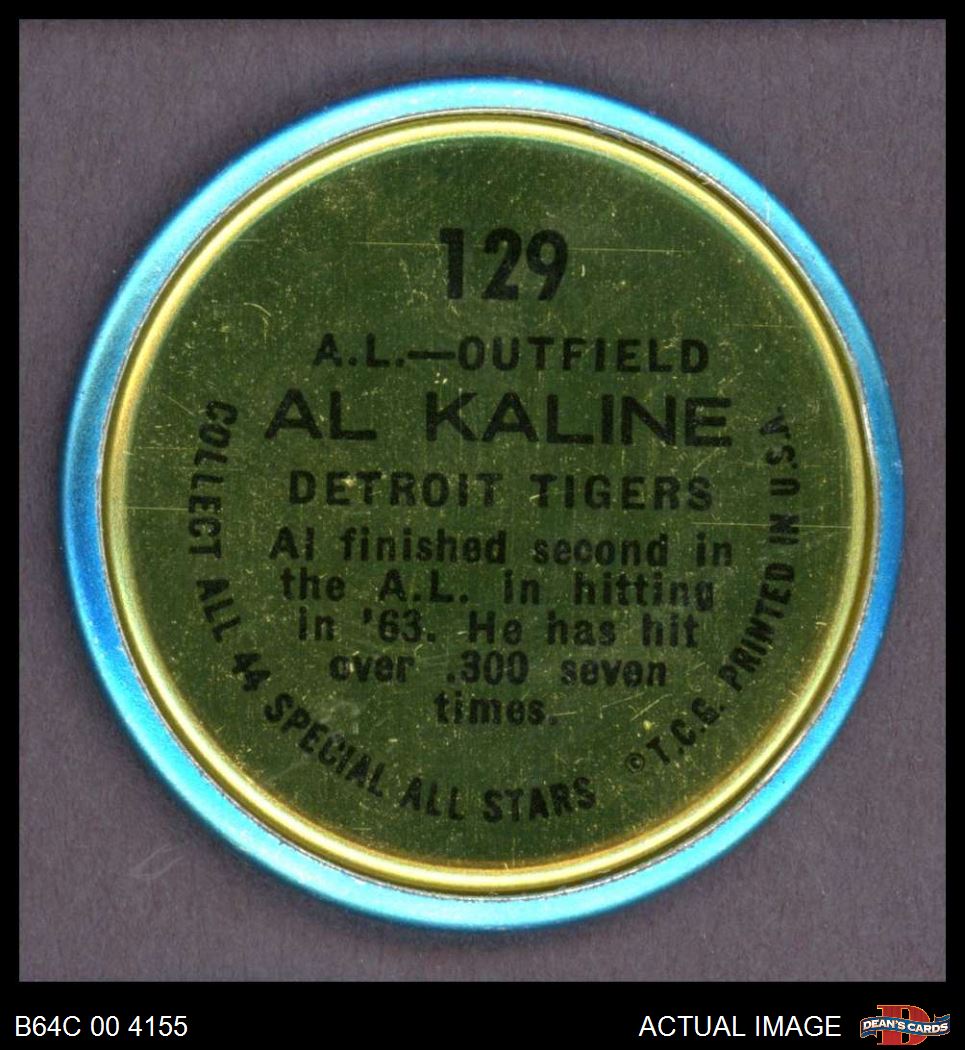 129
A.L.—OUTFIELD
AL KALINE
DETROIT TIGERS
Al finished second in
the A.L. in hitting
in '63. He has hit
over .300 seven
times.
COLLECT ALL 44 SPECIAL ALL STARS
© T.C.G. PRINTED IN U.S.A.
B64C 00 4155
ACTUAL IMAGE
DEAN'S CARDS